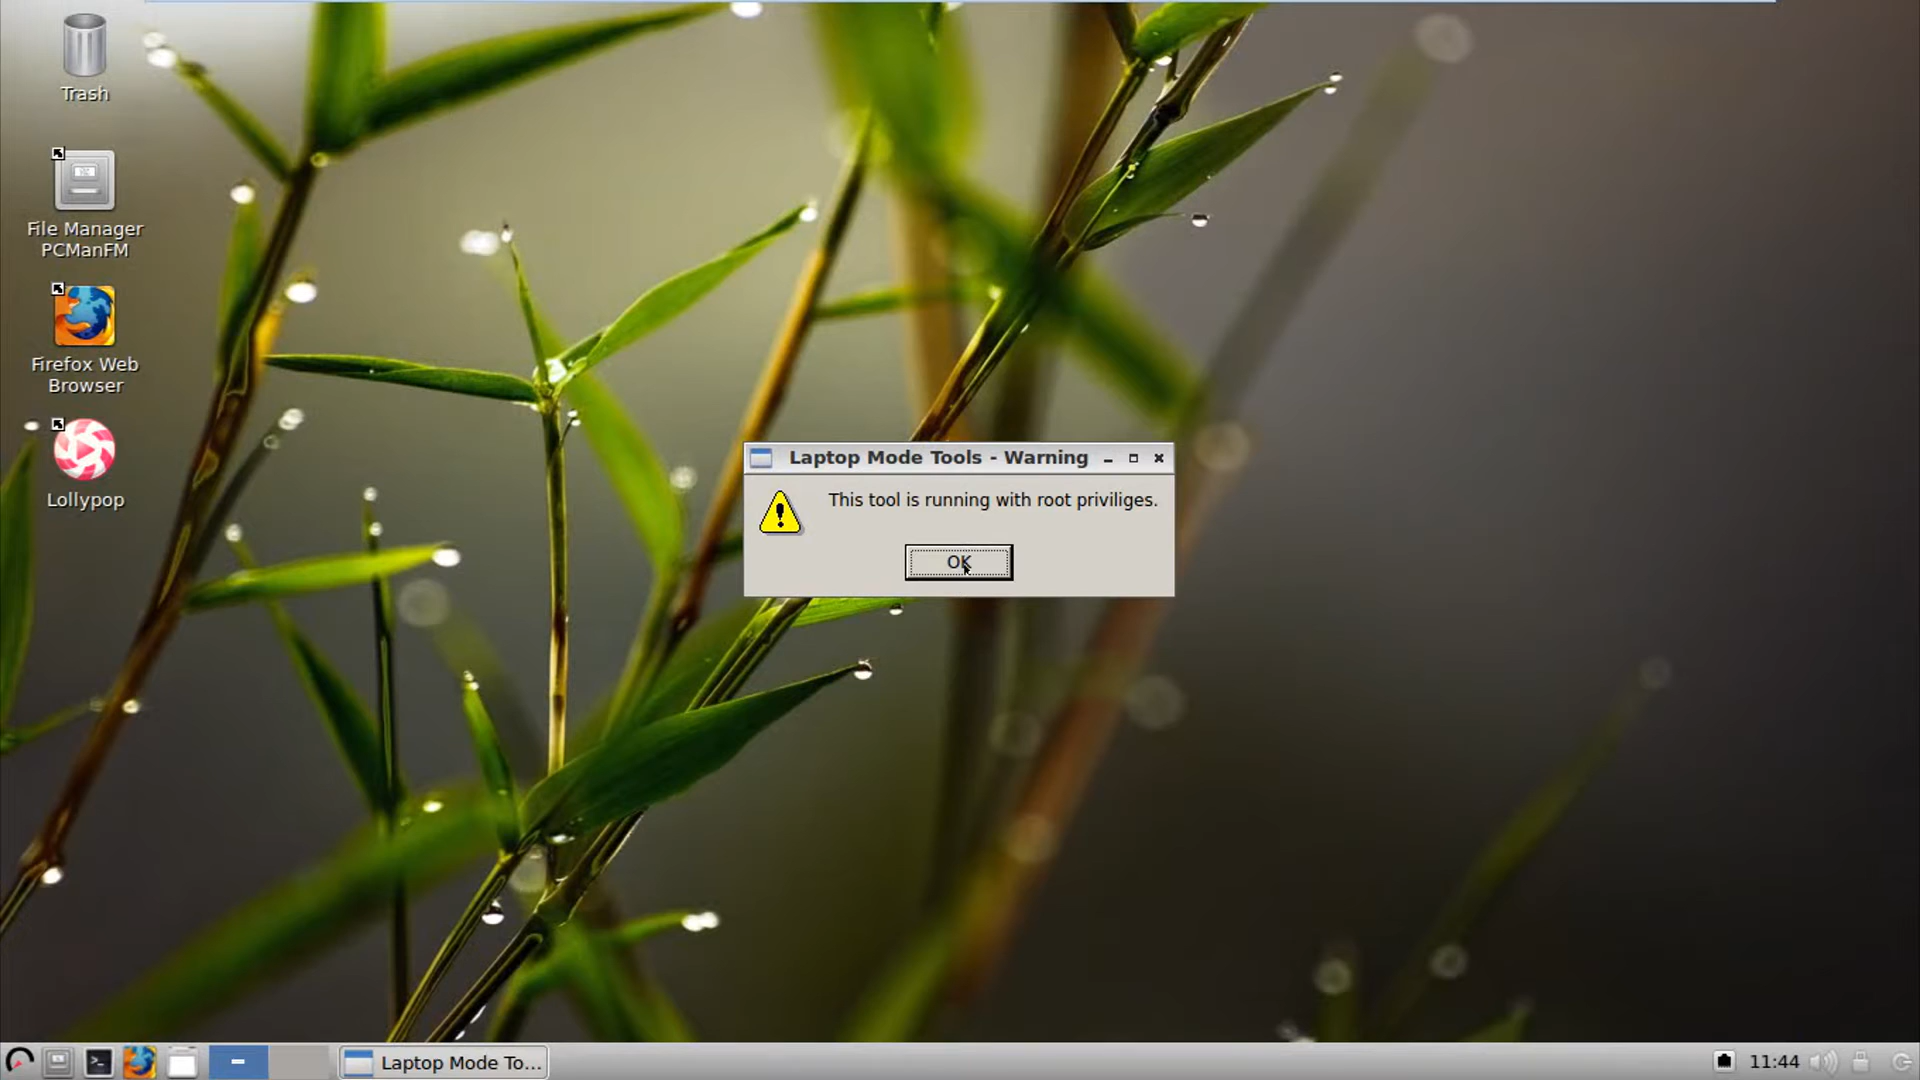 Trash
File Manager
PCManFM
Firefox Web
Browser
Lollypop
Laptop Mode Tools - Warning
This tool is running with root priviliges.
OK
Laptop Mode To...
11:44